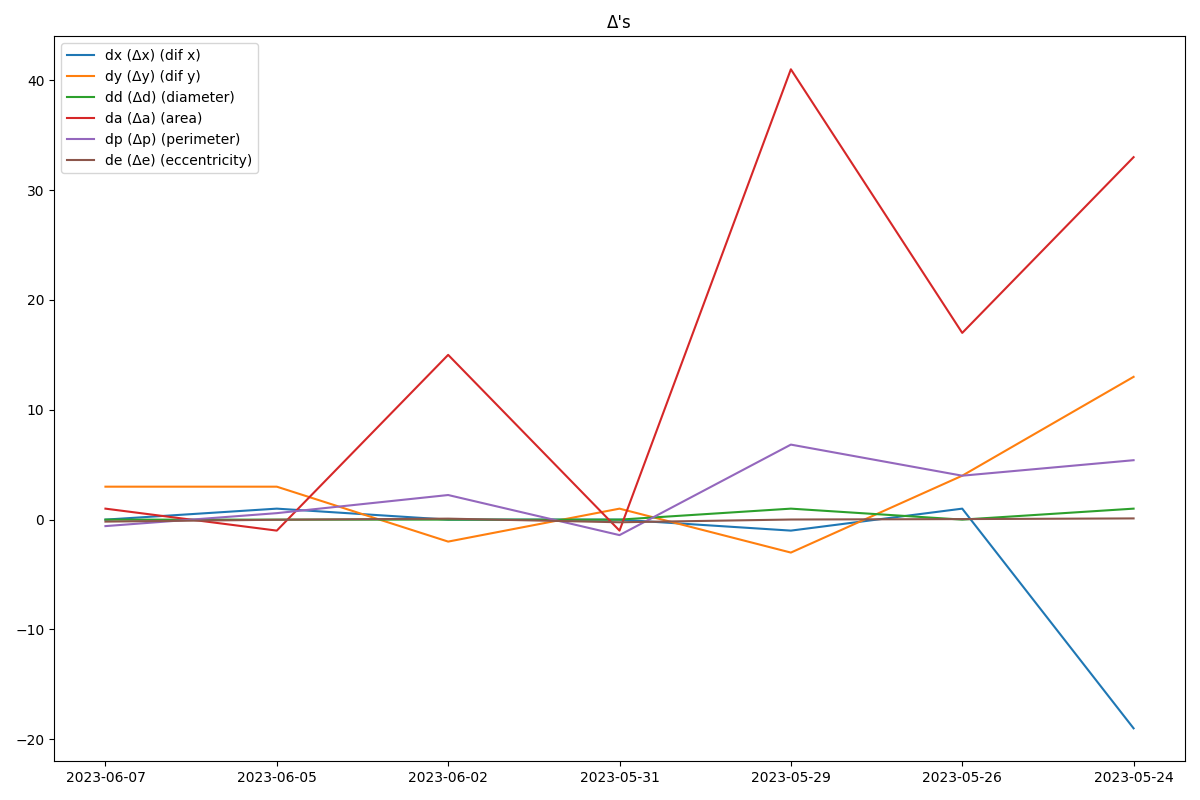 Δ's
dx (Δx) (dif x)
dy (Δy) (dif y)
dd (Δd) (diameter)
da (Δa) (area)
dp (Δp) (perimeter)
de (Δe) (eccentricity)
40
30
20
10
0
−10
−20
2023-06-07 2023-06-05 2023-06-02 2023-05-31 2023-05-29 2023-05-26 2023-05-24